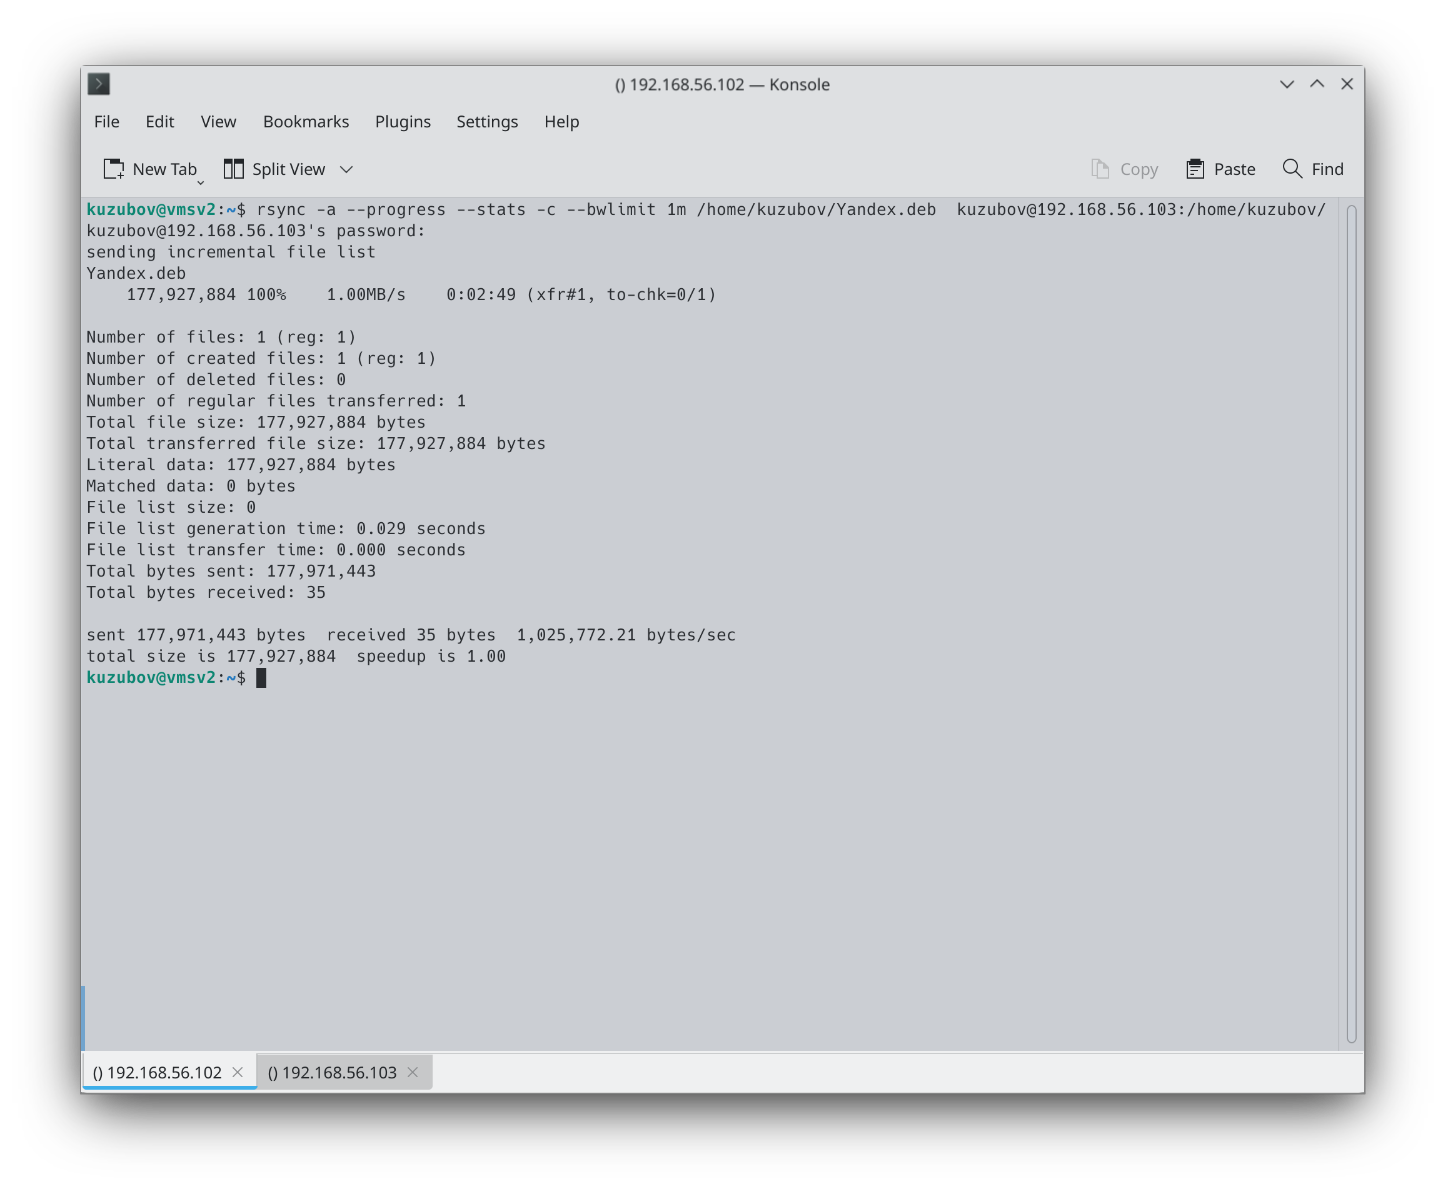 () 192.168.56.102 — Konsole
File Edit View Bookmarks Plugins Settings Help
New Tab Split View Copy Paste Find
kuzubov@vmsv2:~$ rsync -a --progress --stats -c --bwlimit 1m /home/kuzubov/Yandex.deb  kuzubov@192.168.56.103:/home/kuzubov/
kuzubov@192.168.56.103's password:
sending incremental file list
Yandex.deb
    177,927,884 100%    1.00MB/s    0:02:49 (xfr#1, to-chk=0/1)

Number of files: 1 (reg: 1)
Number of created files: 1 (reg: 1)
Number of deleted files: 0
Number of regular files transferred: 1
Total file size: 177,927,884 bytes
Total transferred file size: 177,927,884 bytes
Literal data: 177,927,884 bytes
Matched data: 0 bytes
File list size: 0
File list generation time: 0.029 seconds
File list transfer time: 0.000 seconds
Total bytes sent: 177,971,443
Total bytes received: 35

sent 177,971,443 bytes  received 35 bytes  1,025,772.21 bytes/sec
total size is 177,927,884  speedup is 1.00
kuzubov@vmsv2:~$
() 192.168.56.102 () 192.168.56.103